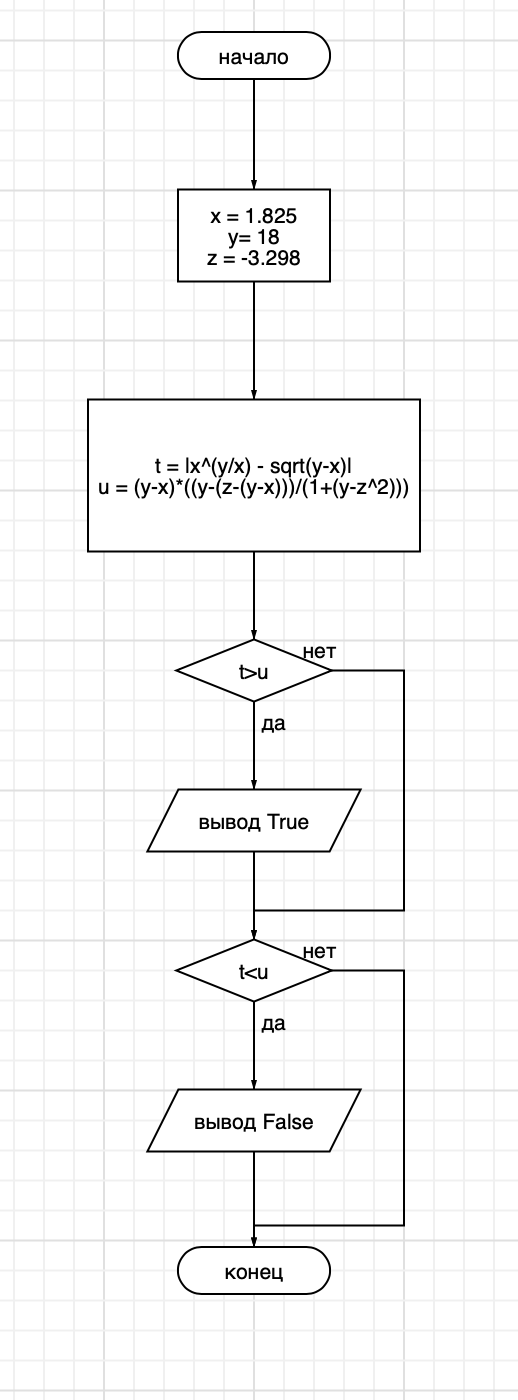 начало
x = 1.825
y= 18
z = -3.298
t = |x^(y/x) - sqrt(y-x)|
u = (y-x)*((y-(z-(y-x)))/(1+(y-z^2)))
t>u
нет
да
вывод True
t<u
нет
да
вывод False
конец